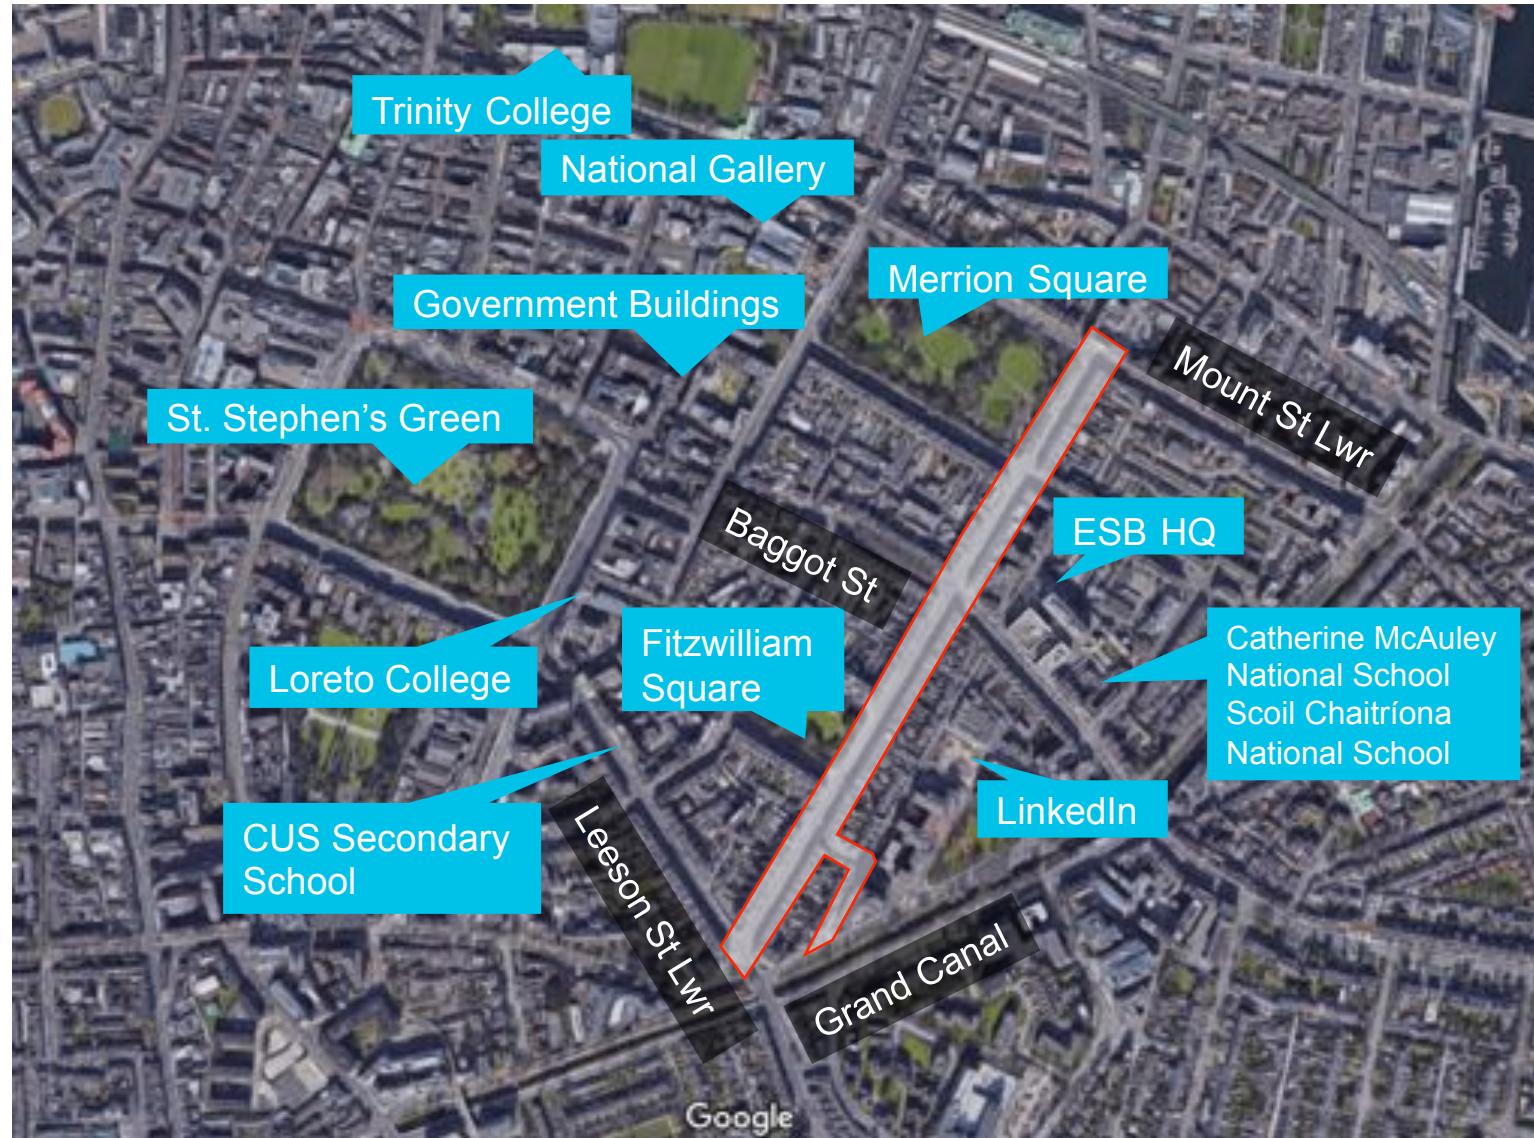 Trinity College
National Gallery
Merrion Square
Government Buildings
Mount St Lwr
St. Stephen’s Green
ESB HQ
Baggot St
Fitzwilliam
Square
Catherine McAuley
National School
Scoil Chaitríona
National School
Loreto College
LinkedIn
CUS Secondary
School
Leeson St Lwr
Grand Canal
Google